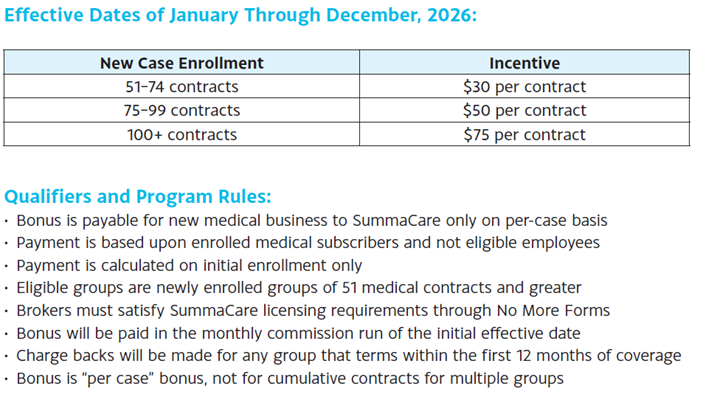 Effective Dates of January Through December, 2026:
New Case Enrollment Incentive
51–74 contracts $30 per contract
75–99 contracts $50 per contract
100+ contracts $75 per contract
Qualifiers and Program Rules:
· Bonus is payable for new medical business to SummaCare only on per-case basis
· Payment is based upon enrolled medical subscribers and not eligible employees
· Payment is calculated on initial enrollment only
· Eligible groups are newly enrolled groups of 51 medical contracts and greater
· Brokers must satisfy SummaCare licensing requirements through No More Forms
· Bonus will be paid in the monthly commission run of the initial effective date
· Charge backs will be made for any group that terms within the first 12 months of coverage
· Bonus is “per case” bonus, not for cumulative contracts for multiple groups